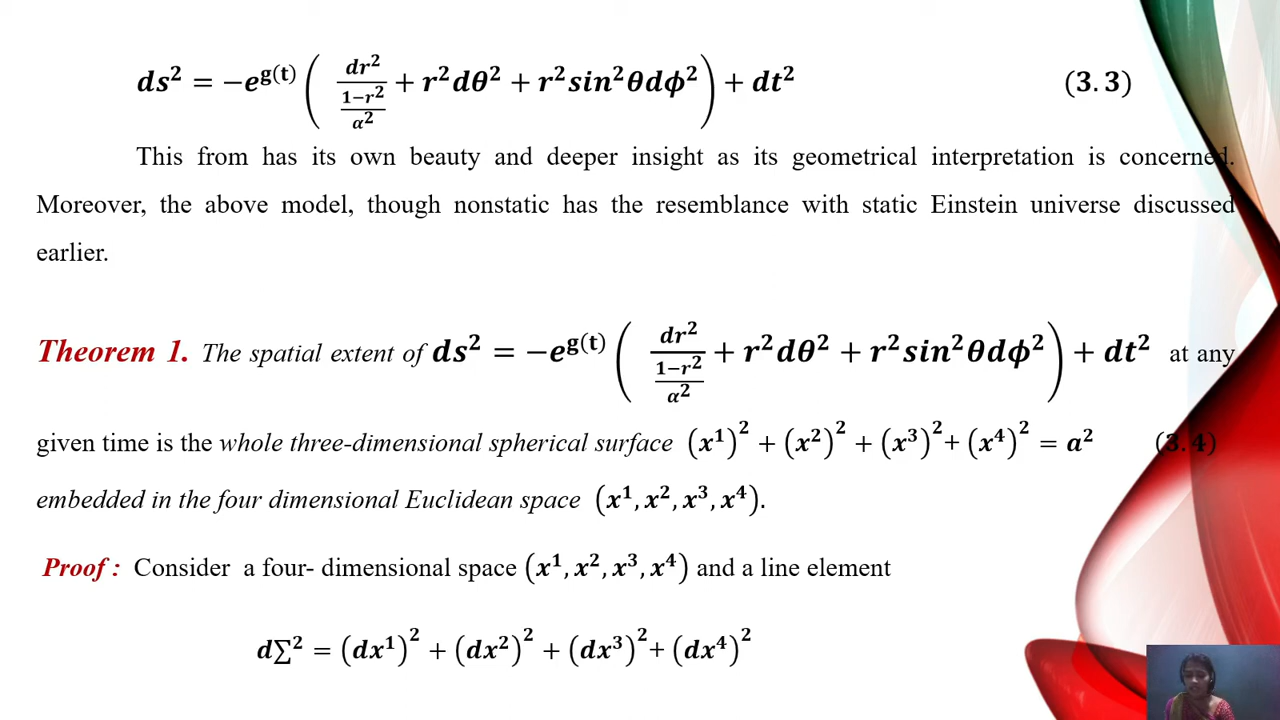 ds² = −e^g(t) ( dr² / ((1−r²)/α²) + r²dθ² + r²sin²θdϕ² ) + dt² (3.3)
This from has its own beauty and deeper insight as its geometrical interpretation is concerned.
Moreover, the above model, though nonstatic has the resemblance with static Einstein universe discussed
earlier.
Theorem 1. The spatial extent of ds² = −e^g(t) ( dr² / ((1−r²)/α²) + r²dθ² + r²sin²θdϕ² ) + dt² at any
given time is the whole three-dimensional spherical surface (x¹)² + (x²)² + (x³)² + (x⁴)² = a² (3.4)
embedded in the four dimensional Euclidean space (x¹, x², x³, x⁴).
Proof : Consider a four- dimensional space (x¹, x², x³, x⁴) and a line element
d∑² = (dx¹)² + (dx²)² + (dx³)² + (dx⁴)²